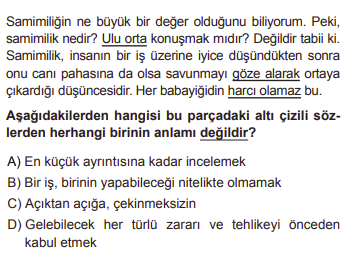 Samimiliğin ne büyük bir değer olduğunu biliyorum. Peki,
samimilik nedir? Ulu orta konuşmak mıdır? Değildir tabii ki.
Samimilik, insanın bir iş üzerine iyice düşündükten sonra
onu canı pahasına da olsa savunmayı göze alarak ortaya
çıkardığı düşüncesidir. Her babayiğidin harcı olamaz bu.
Aşağıdakilerden hangisi bu parçadaki altı çizili söz-
lerden herhangi birinin anlamı değildir?
A) En küçük ayrıntısına kadar incelemek
B) Bir iş, birinin yapabileceği nitelikte olmamak
C) Açıktan açığa, çekinmeksizin
D) Gelebilecek her türlü zararı ve tehlikeyi önceden
kabul etmek